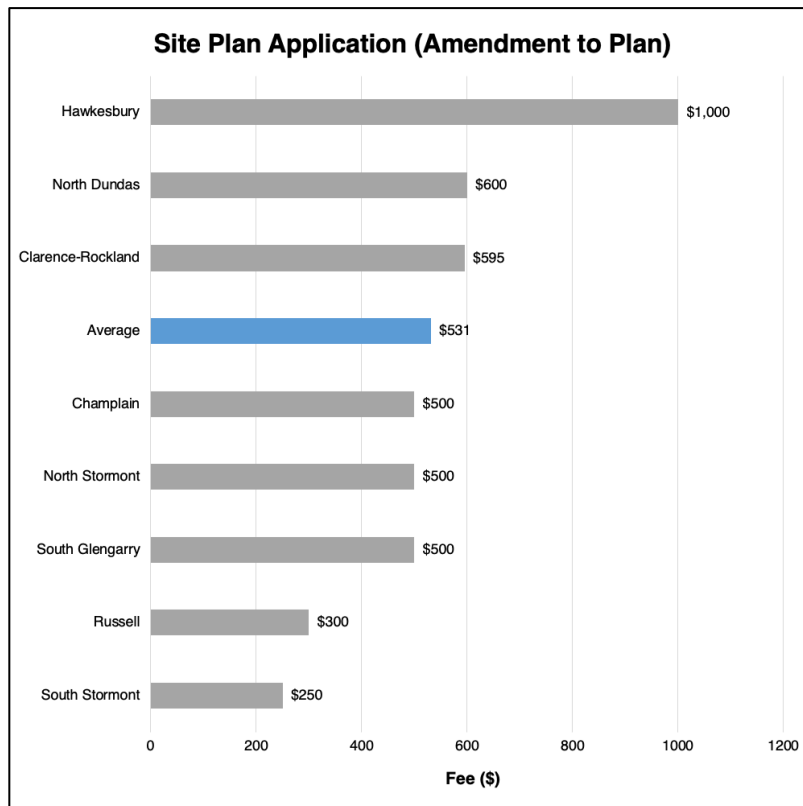 Site Plan Application (Amendment to Plan)
Hawkesbury $1,000
North Dundas $600
Clarence-Rockland $595
Average $531
Champlain $500
North Stormont $500
South Glengarry $500
Russell $300
South Stormont $250
0 200 400 600 800 1000 1200
Fee ($)